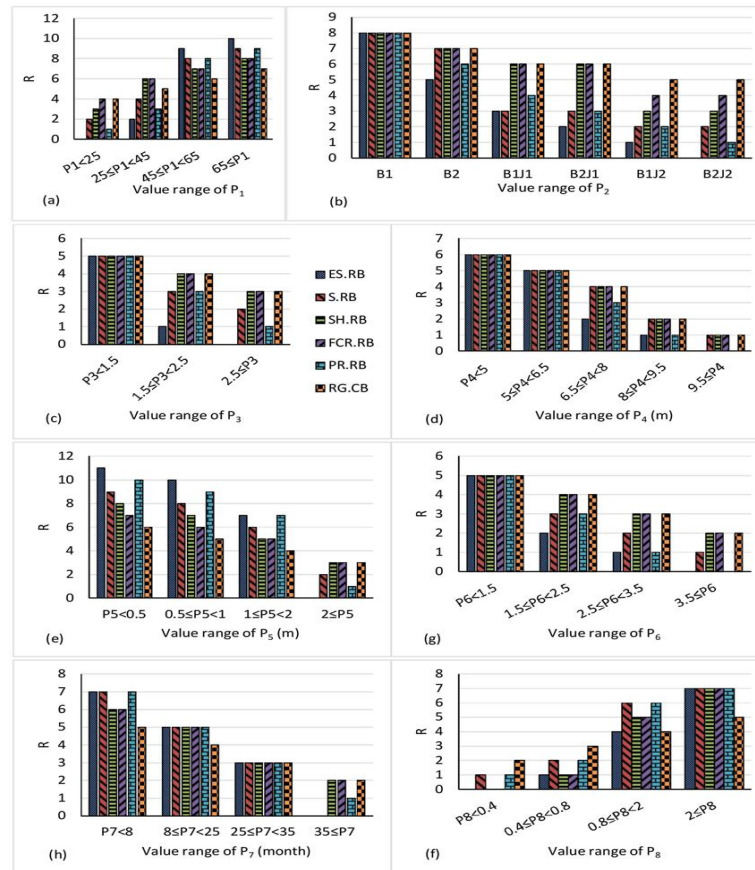 12
10
8
6
4
2
0
R
P1<25
25≤P1<45
45≤P1<65
65≤P1
(a)
Value range of P1
9
8
7
6
5
4
3
2
1
0
R
B1
B2
B1J1
B2J1
B1J2
B2J2
(b)
Value range of P2
6
5
4
3
2
1
0
R
P3<1.5
1.5≤P3<2.5
2.5≤P3
(c)
Value range of P3
ES.RB
S.RB
SH.RB
FCR.RB
PR.RB
RG.CB
7
6
5
4
3
2
1
0
R
P4<5
5≤P4<6.5
6.5≤P4<8
8≤P4<9.5
9.5≤P4
(d)
Value range of P4 (m)
12
10
8
6
4
2
0
R
P5<0.5
0.5≤P5<1
1≤P5<2
2≤P5
(e)
Value range of P5 (m)
6
5
4
3
2
1
0
R
P6<1.5
1.5≤P6<2.5
2.5≤P6<3.5
3.5≤P6
(g)
Value range of P6
8
7
6
5
4
3
2
1
0
R
P7<8
8≤P7<25
25≤P7<35
35≤P7
(h)
Value range of P7 (month)
8
7
6
5
4
3
2
1
0
R
P8<0.4
0.4≤P8<0.8
0.8≤P8<2
2≤P8
(f)
Value range of P8